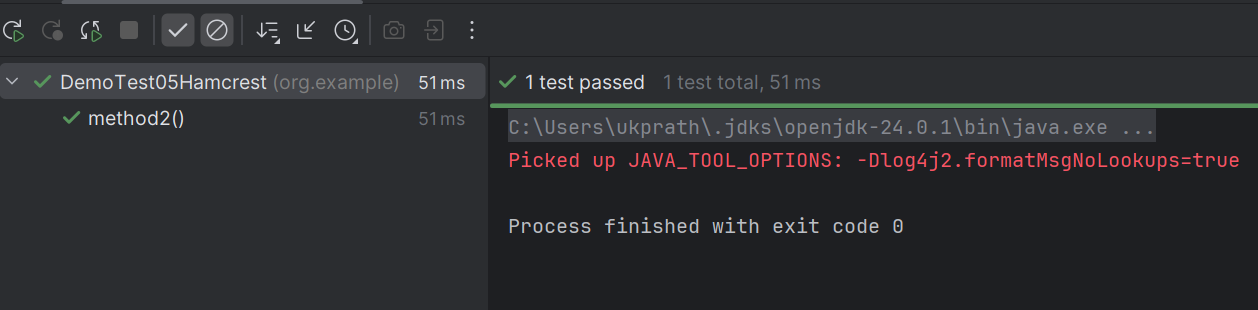 DemoTest05Hamcrest (org.example) 51 ms
method2() 51 ms
1 test passed 1 test total, 51 ms
C:\Users\ukprath\.jdks\openjdk-24.0.1\bin\java.exe ...
Picked up JAVA_TOOL_OPTIONS: -Dlog4j2.formatMsgNoLookups=true
Process finished with exit code 0